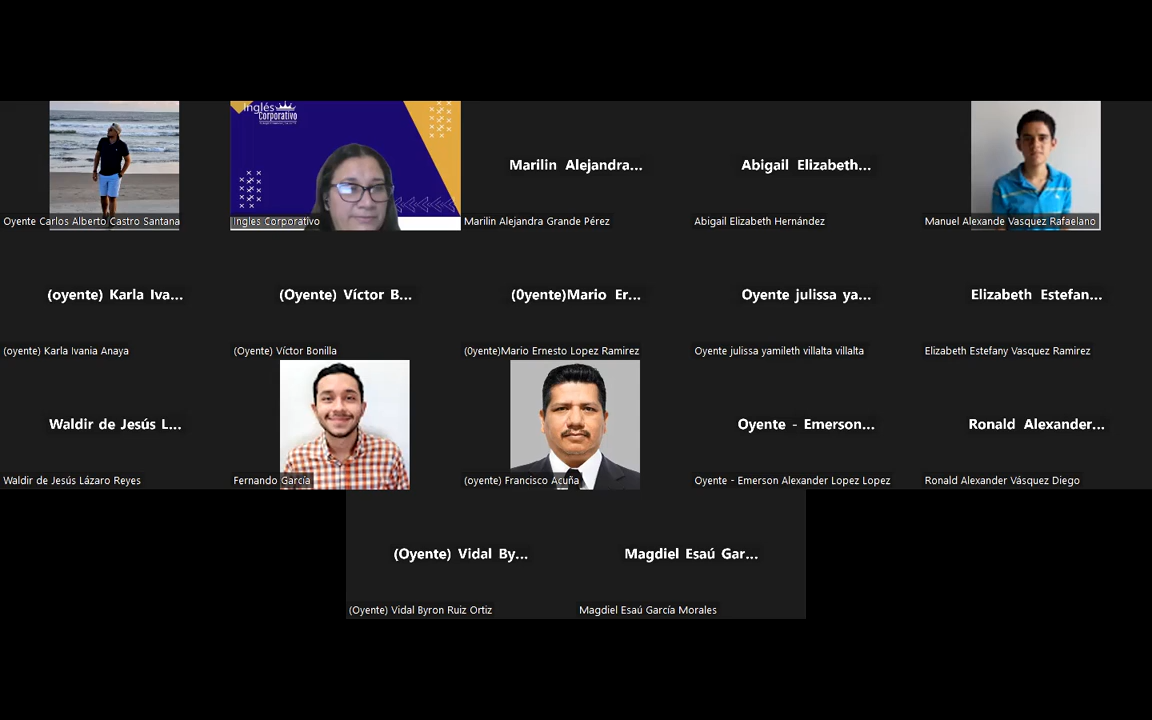 Inglés
Corporativo
Marilin Alejandra...
Abigail Elizabeth...
Oyente Carlos Alberto Castro Santana
Ingles Corporativo
Marilin Alejandra Grande Pérez
Abigail Elizabeth Hernández
Manuel Alexande Vasquez Rafaelano
(oyente) Karla Iva...
(Oyente) Víctor B...
(0yente)Mario Er...
Oyente julissa ya...
Elizabeth Estefan...
(oyente) Karla Ivania Anaya
(Oyente) Víctor Bonilla
(0yente)Mario Ernesto Lopez Ramirez
Oyente julissa yamileth villalta villalta
Elizabeth Estefany Vasquez Ramirez
Waldir de Jesús L...
Oyente - Emerson...
Ronald Alexander...
Waldir de Jesús Lázaro Reyes
Fernando García
(oyente) Francisco Acuña
Oyente - Emerson Alexander Lopez Lopez
Ronald Alexander Vásquez Diego
(Oyente) Vidal By...
Magdiel Esaú Gar...
(Oyente) Vidal Byron Ruiz Ortiz
Magdiel Esaú García Morales